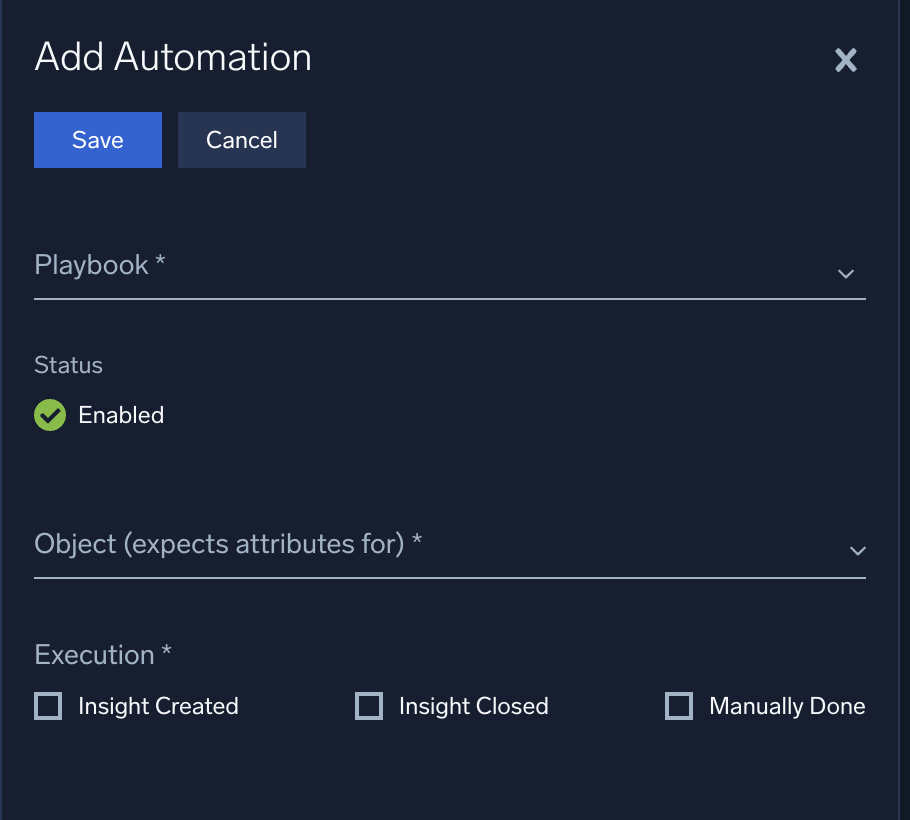 Add Automation
Save Cancel
Playbook *
Status
Enabled
Object (expects attributes for) *
Execution *
Insight Created Insight Closed Manually Done